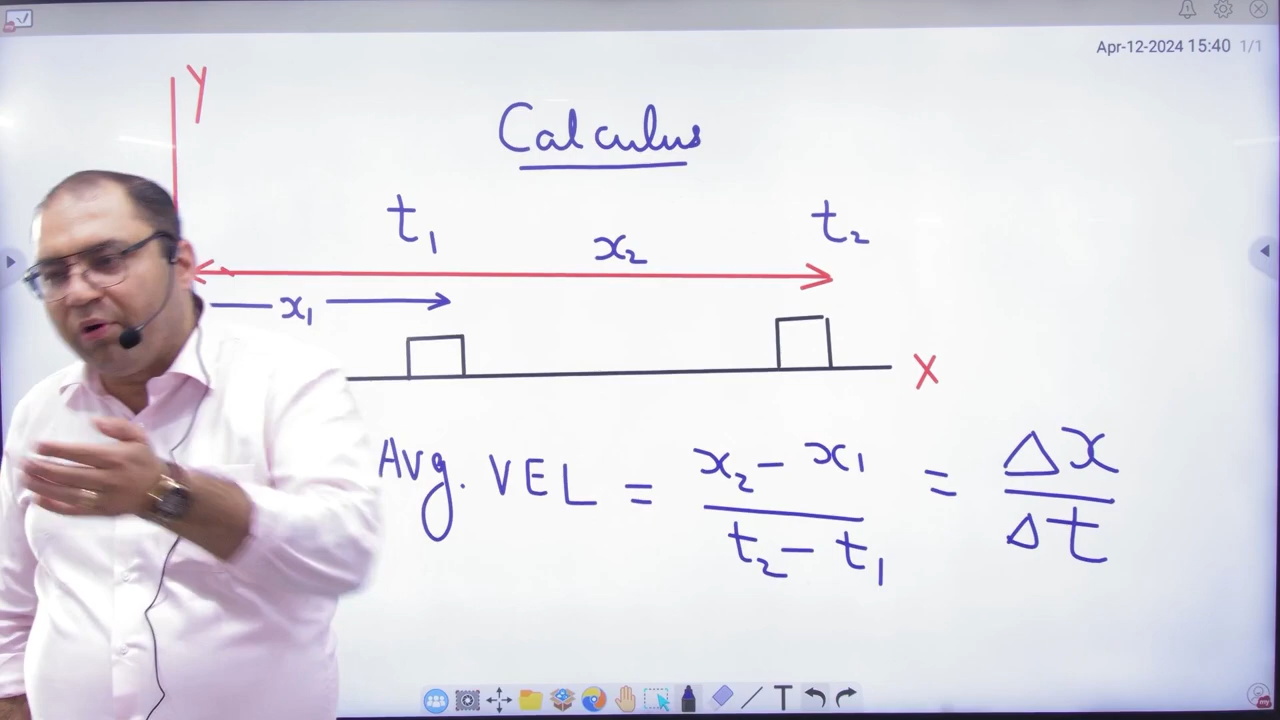 Apr-12-2024 15:40 1/1
Y
Calculus
t₁ x₂ t₂
x₁
X
Avg. VEL = (x₂ - x₁)/(t₂ - t₁) = Δx/Δt
T